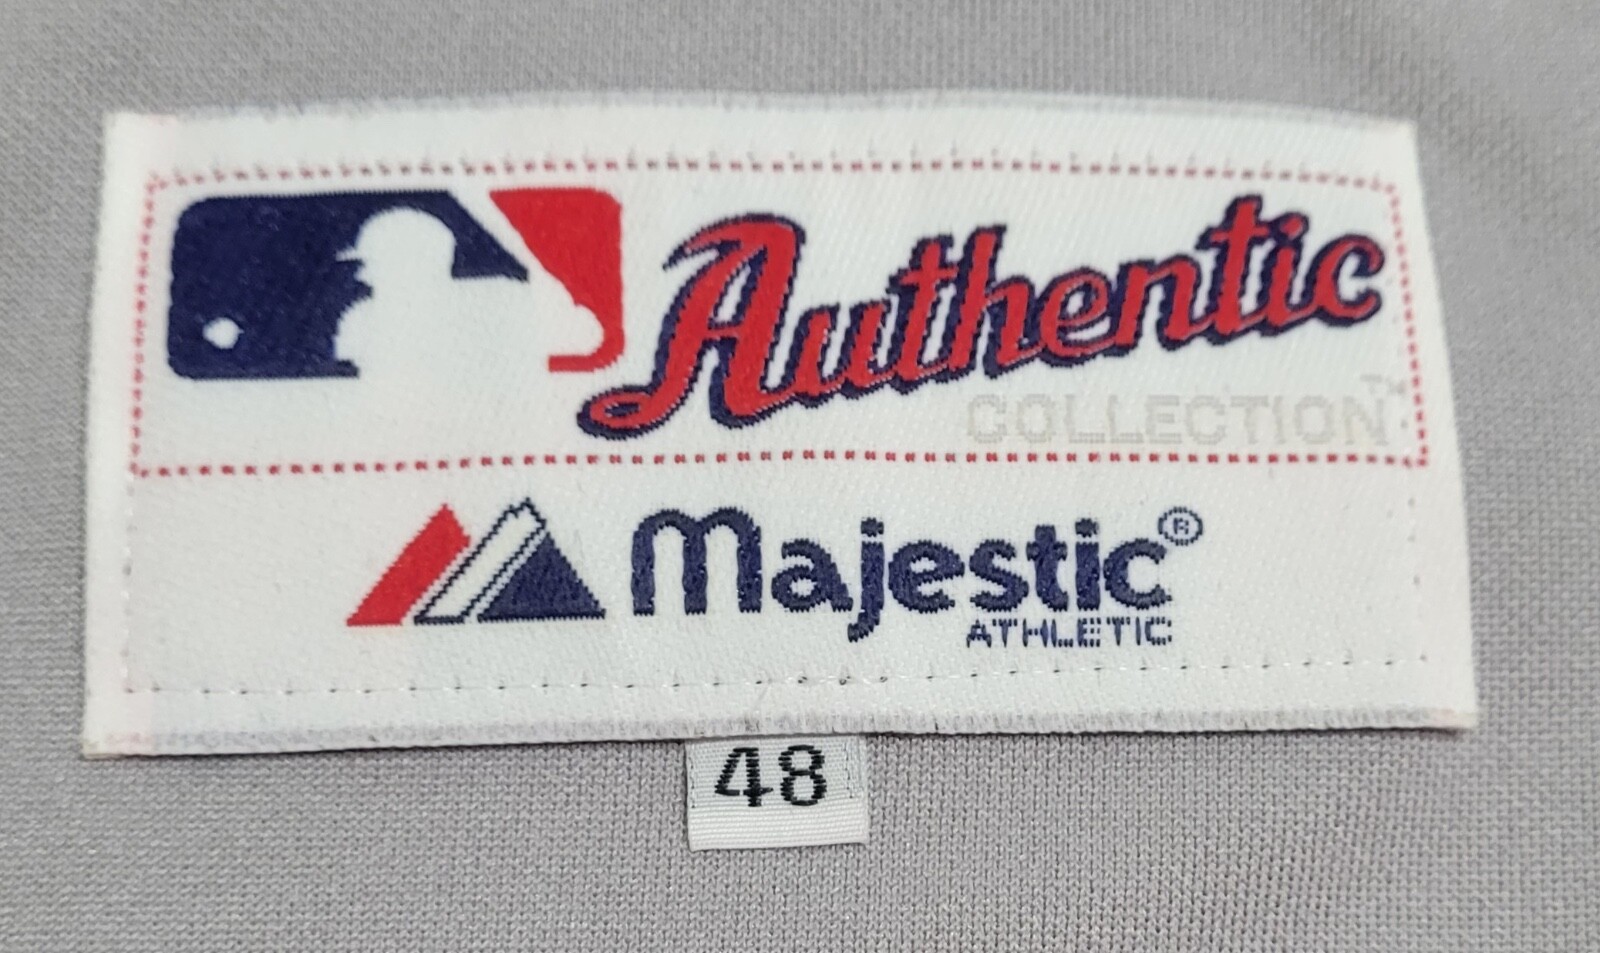 Authentic
COLLECTION™
Majestic®
ATHLETIC
48